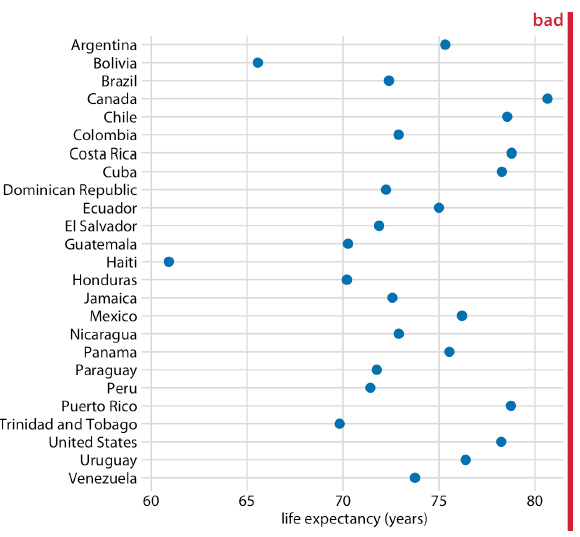 bad
Argentina
Bolivia
Brazil
Canada
Chile
Colombia
Costa Rica
Cuba
Dominican Republic
Ecuador
El Salvador
Guatemala
Haiti
Honduras
Jamaica
Mexico
Nicaragua
Panama
Paraguay
Peru
Puerto Rico
Trinidad and Tobago
United States
Uruguay
Venezuela
60 65 70 75 80
life expectancy (years)